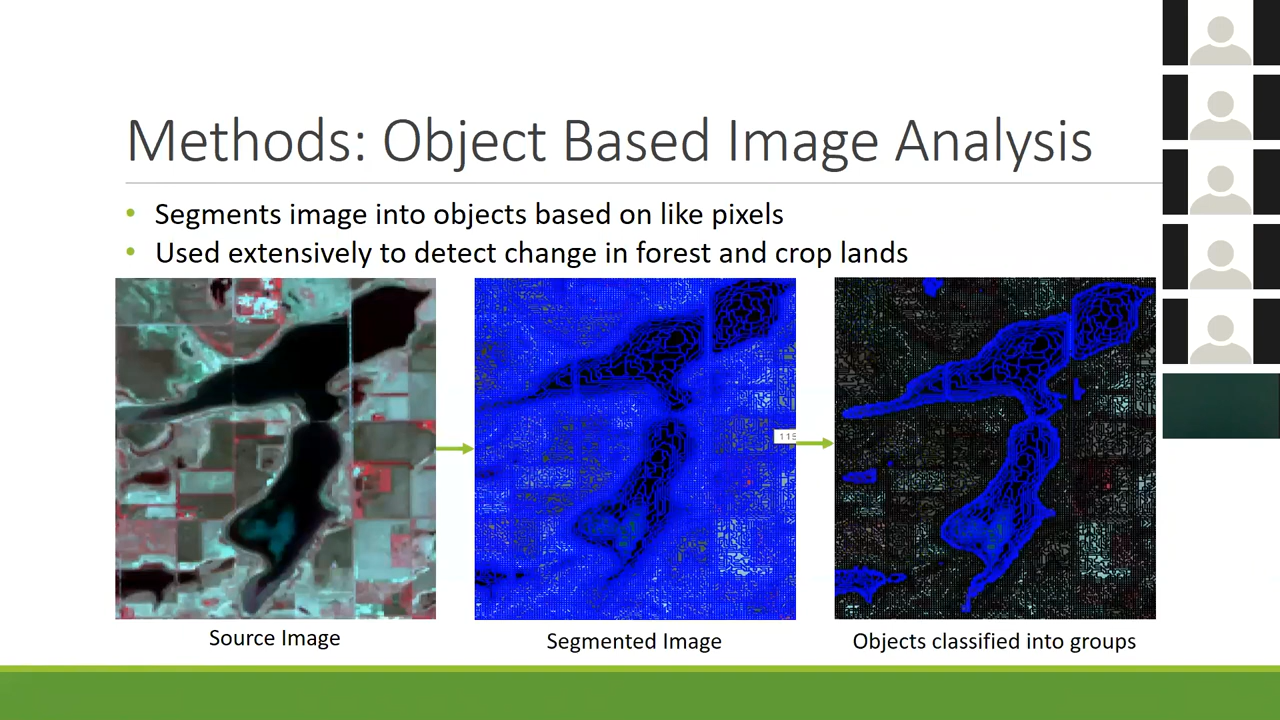 Methods: Object Based Image Analysis
• Segments image into objects based on like pixels
• Used extensively to detect change in forest and crop lands
115
Source Image
Segmented Image
Objects classified into groups